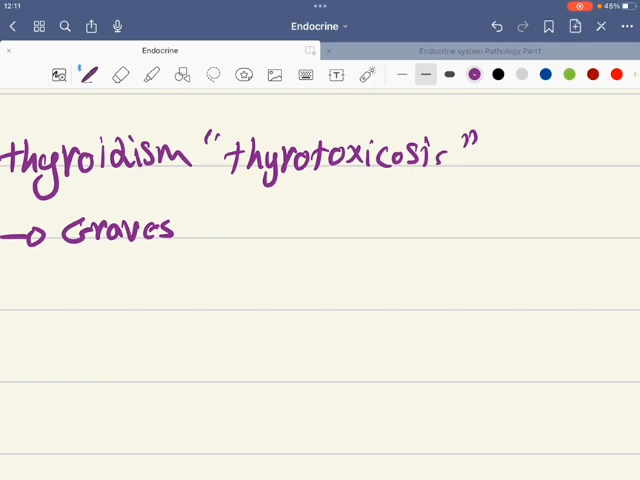 12:11
45%
Endocrine
Endocrine
Endocrine system Pathology Part1
thyroidism “thyrotoxicosis”
→ Graves